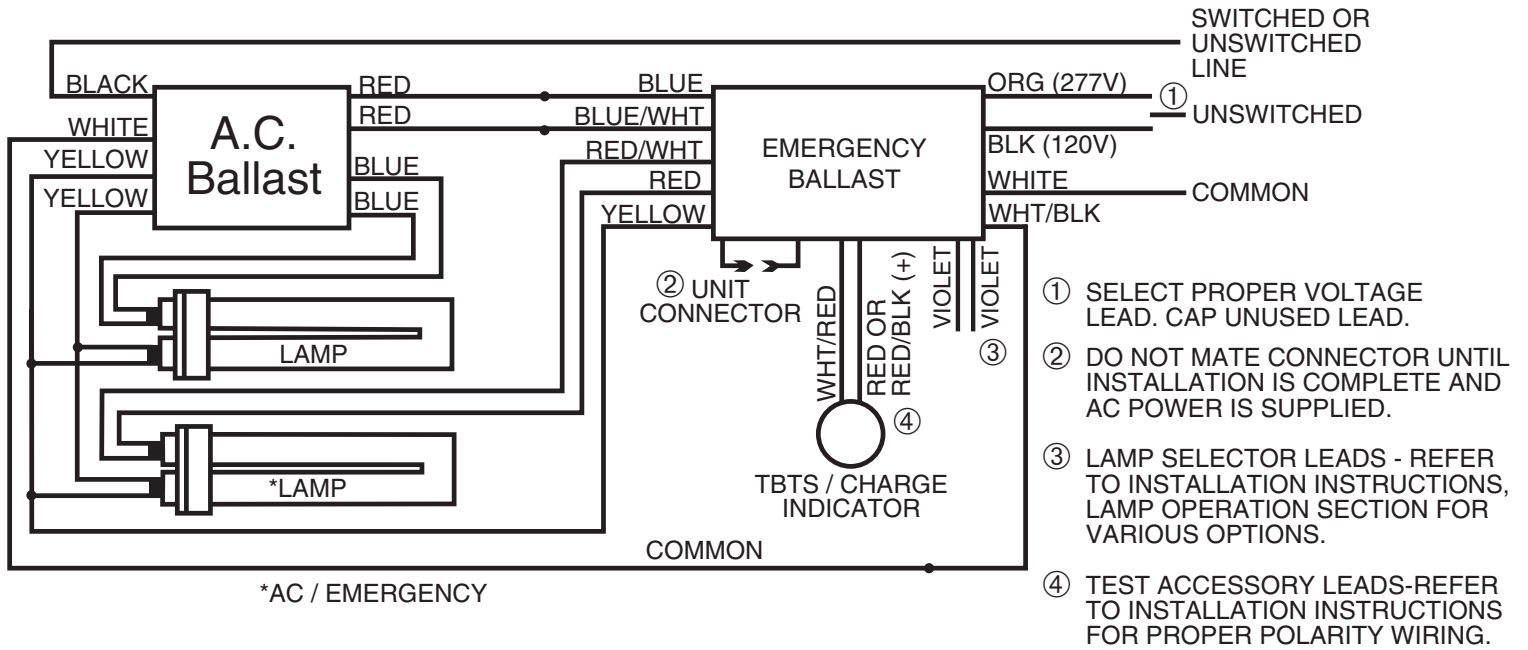 SWITCHED OR
UNSWITCHED
LINE
BLACK
WHITE
YELLOW
YELLOW
A.C.
Ballast
RED
RED
BLUE
BLUE
BLUE
BLUE/WHT
RED/WHT
RED
YELLOW
EMERGENCY
BALLAST
ORG (277V)
①
UNSWITCHED
BLK (120V)
WHITE
COMMON
WHT/BLK
② UNIT
CONNECTOR
WHT/RED
RED OR
RED/BLK (+)
VIOLET
VIOLET
③
④
TBTS / CHARGE
INDICATOR
LAMP
*LAMP
COMMON
*AC / EMERGENCY
① SELECT PROPER VOLTAGE
LEAD. CAP UNUSED LEAD.
② DO NOT MATE CONNECTOR UNTIL
INSTALLATION IS COMPLETE AND
AC POWER IS SUPPLIED.
③ LAMP SELECTOR LEADS - REFER
TO INSTALLATION INSTRUCTIONS,
LAMP OPERATION SECTION FOR
VARIOUS OPTIONS.
④ TEST ACCESSORY LEADS-REFER
TO INSTALLATION INSTRUCTIONS
FOR PROPER POLARITY WIRING.